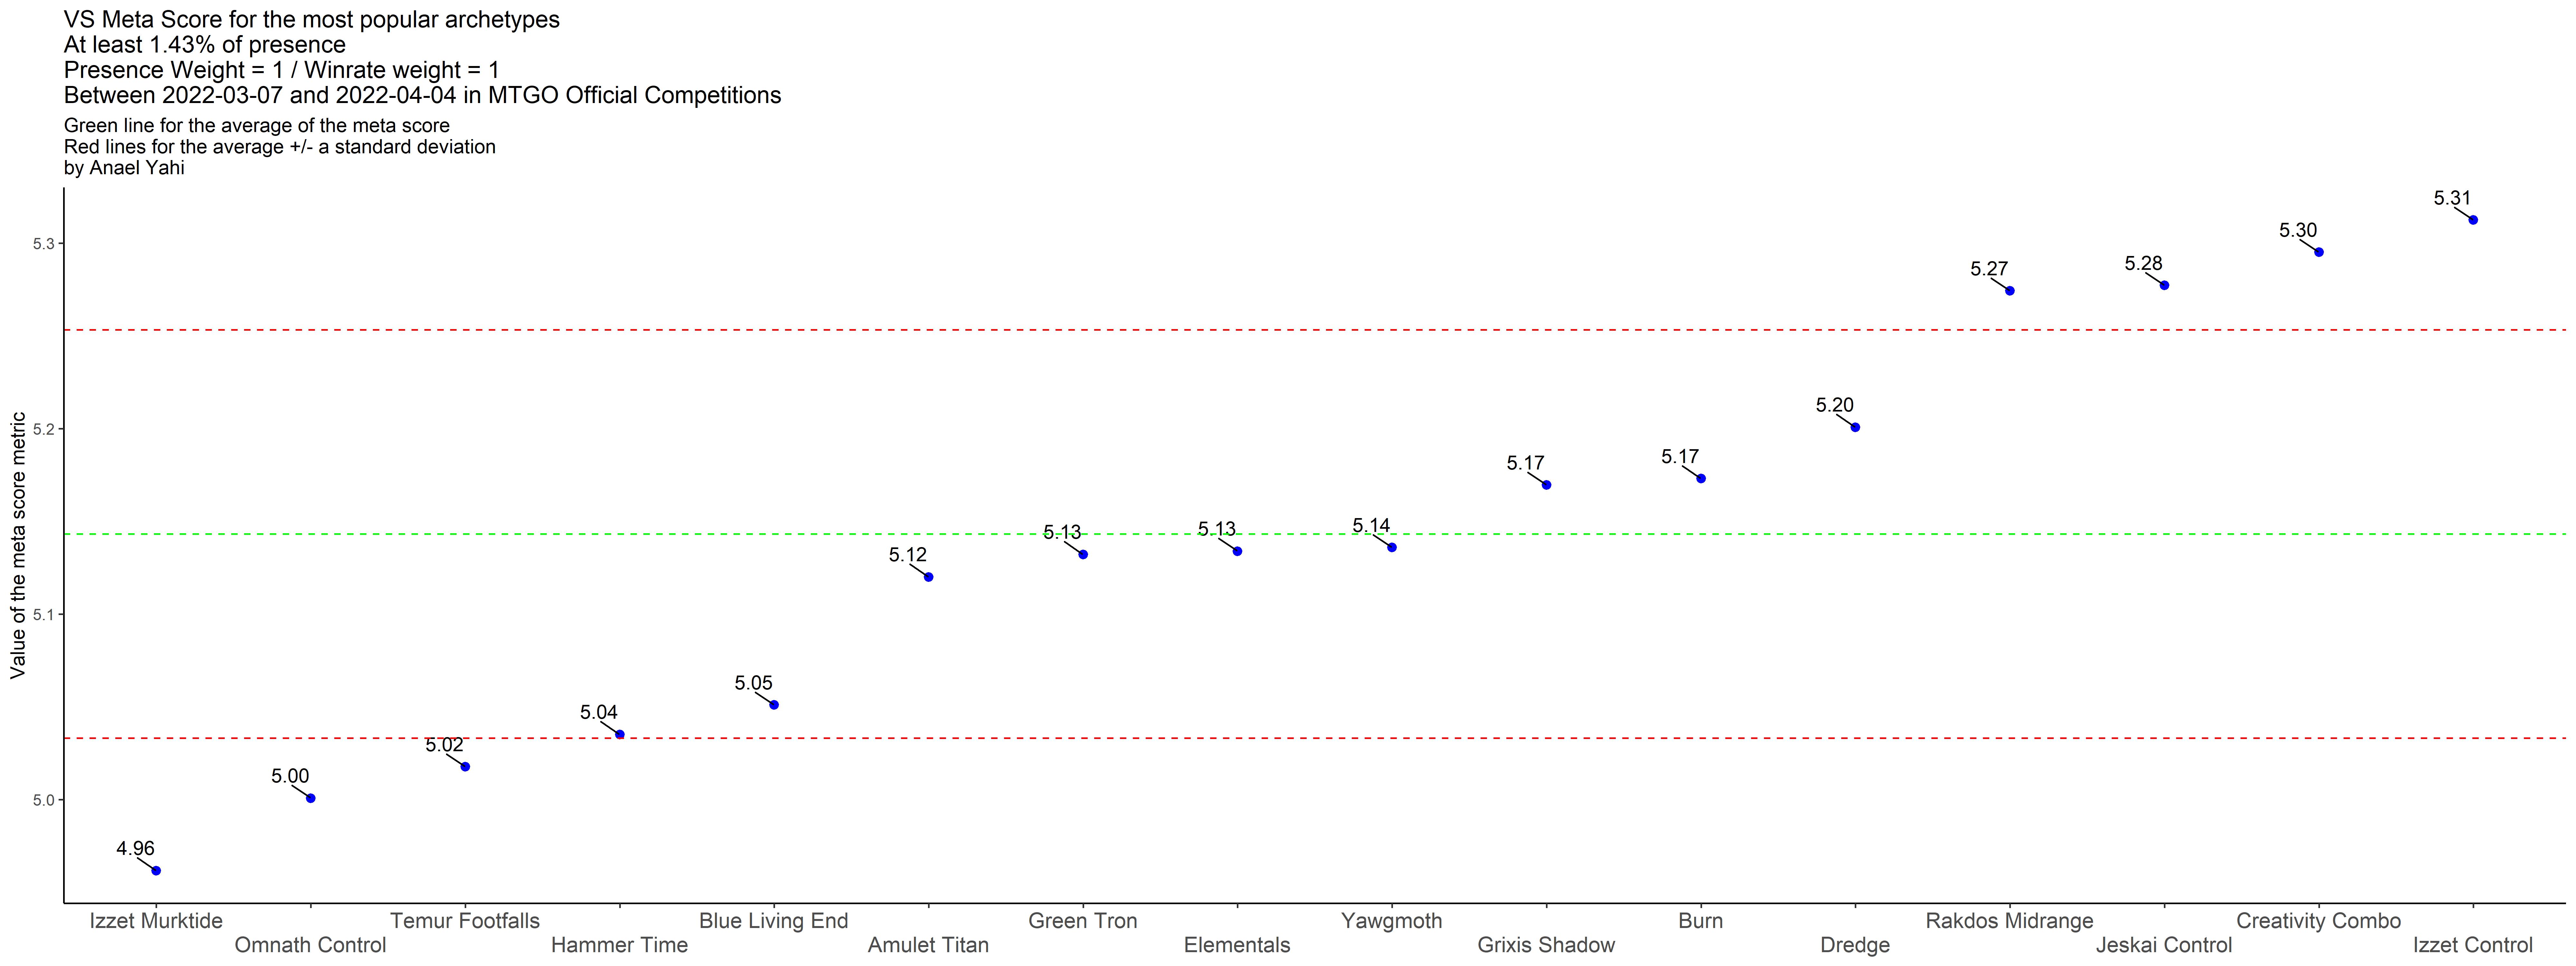 VS Meta Score for the most popular archetypes
At least 1.43% of presence
Presence Weight = 1 / Winrate weight = 1
Between 2022-03-07 and 2022-04-04 in MTGO Official Competitions
Green line for the average of the meta score
Red lines for the average +/- a standard deviation
by Anael Yahi
Value of the meta score metric
5.3
5.2
5.1
5.0
4.96
5.00
5.02
5.04
5.05
5.12
5.13
5.13
5.14
5.17
5.17
5.20
5.27
5.28
5.30
5.31
Izzet Murktide
Omnath Control
Temur Footfalls
Hammer Time
Blue Living End
Amulet Titan
Green Tron
Elementals
Yawgmoth
Grixis Shadow
Burn
Dredge
Rakdos Midrange
Jeskai Control
Creativity Combo
Izzet Control